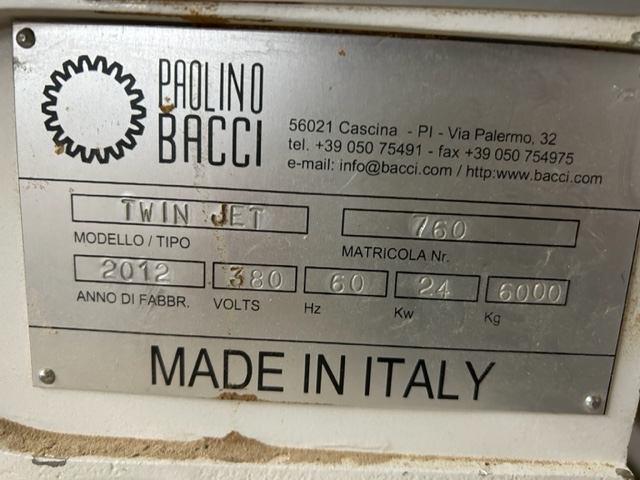 PAOLINO
BACCI
56021 Cascina - PI - Via Palermo, 32
tel. +39 050 75491 - fax +39 050 754975
e-mail: info@bacci.com / http:www.bacci.com
TWIN JET 760
MODELLO / TIPO MATRICOLA Nr.
2012 380 60 24 6000
ANNO DI FABBR. VOLTS Hz Kw Kg
MADE IN ITALY